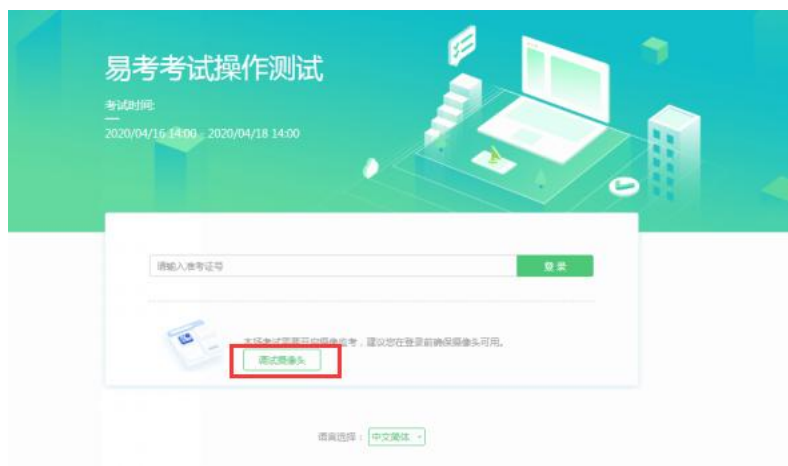 易考考试操作测试
考试时间:
2020/04/16 14:00 - 2020/04/18 14:00
请输入准考证号
登 录
本场考试需要开启摄像监考，建议您在登录前确保摄像头可用。
调试摄像头
语言选择： 中文简体